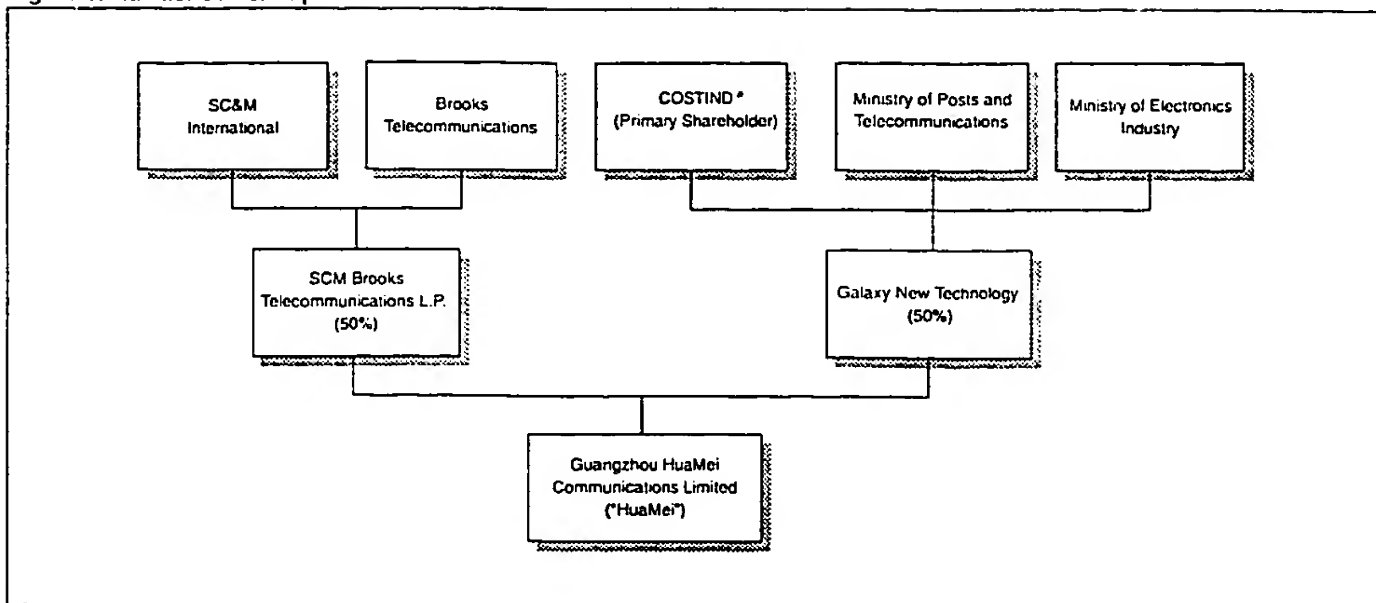 SC&M
International
Brooks
Telecommunications
COSTIND *
(Primary Shareholder)
Ministry of Posts and
Telecommunications
Ministry of Electronics
Industry
SCM Brooks
Telecommunications L.P.
(50%)
Galaxy New Technology
(50%)
Guangzhou HuaMei
Communications Limited
("HuaMei")